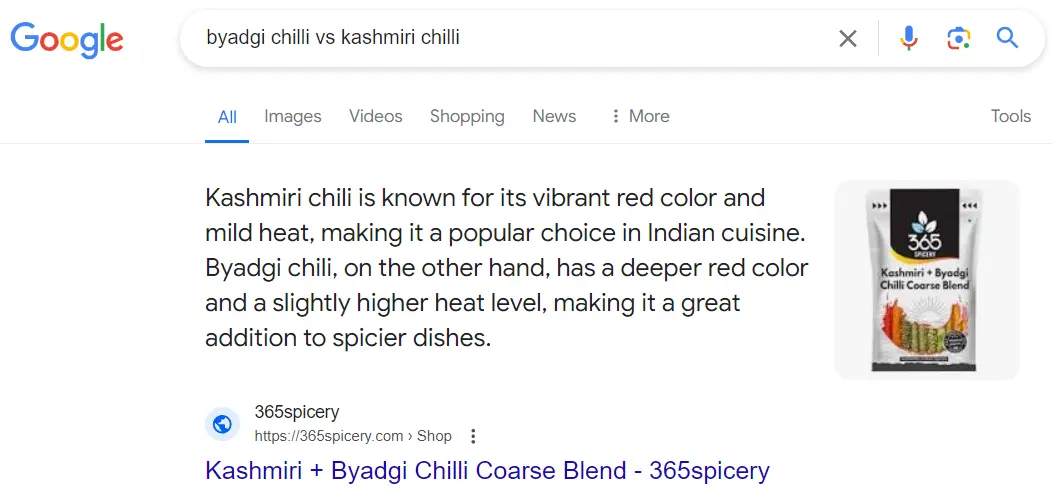 Google
byadgi chilli vs kashmiri chilli
All Images Videos Shopping News More Tools
Kashmiri chili is known for its vibrant red color and
mild heat, making it a popular choice in Indian cuisine.
Byadgi chili, on the other hand, has a deeper red color
and a slightly higher heat level, making it a great
addition to spicier dishes.
365
SPICERY
Kashmiri + Byadgi
Chilli Coarse Blend
365spicery
https://365spicery.com › Shop
Kashmiri + Byadgi Chilli Coarse Blend - 365spicery